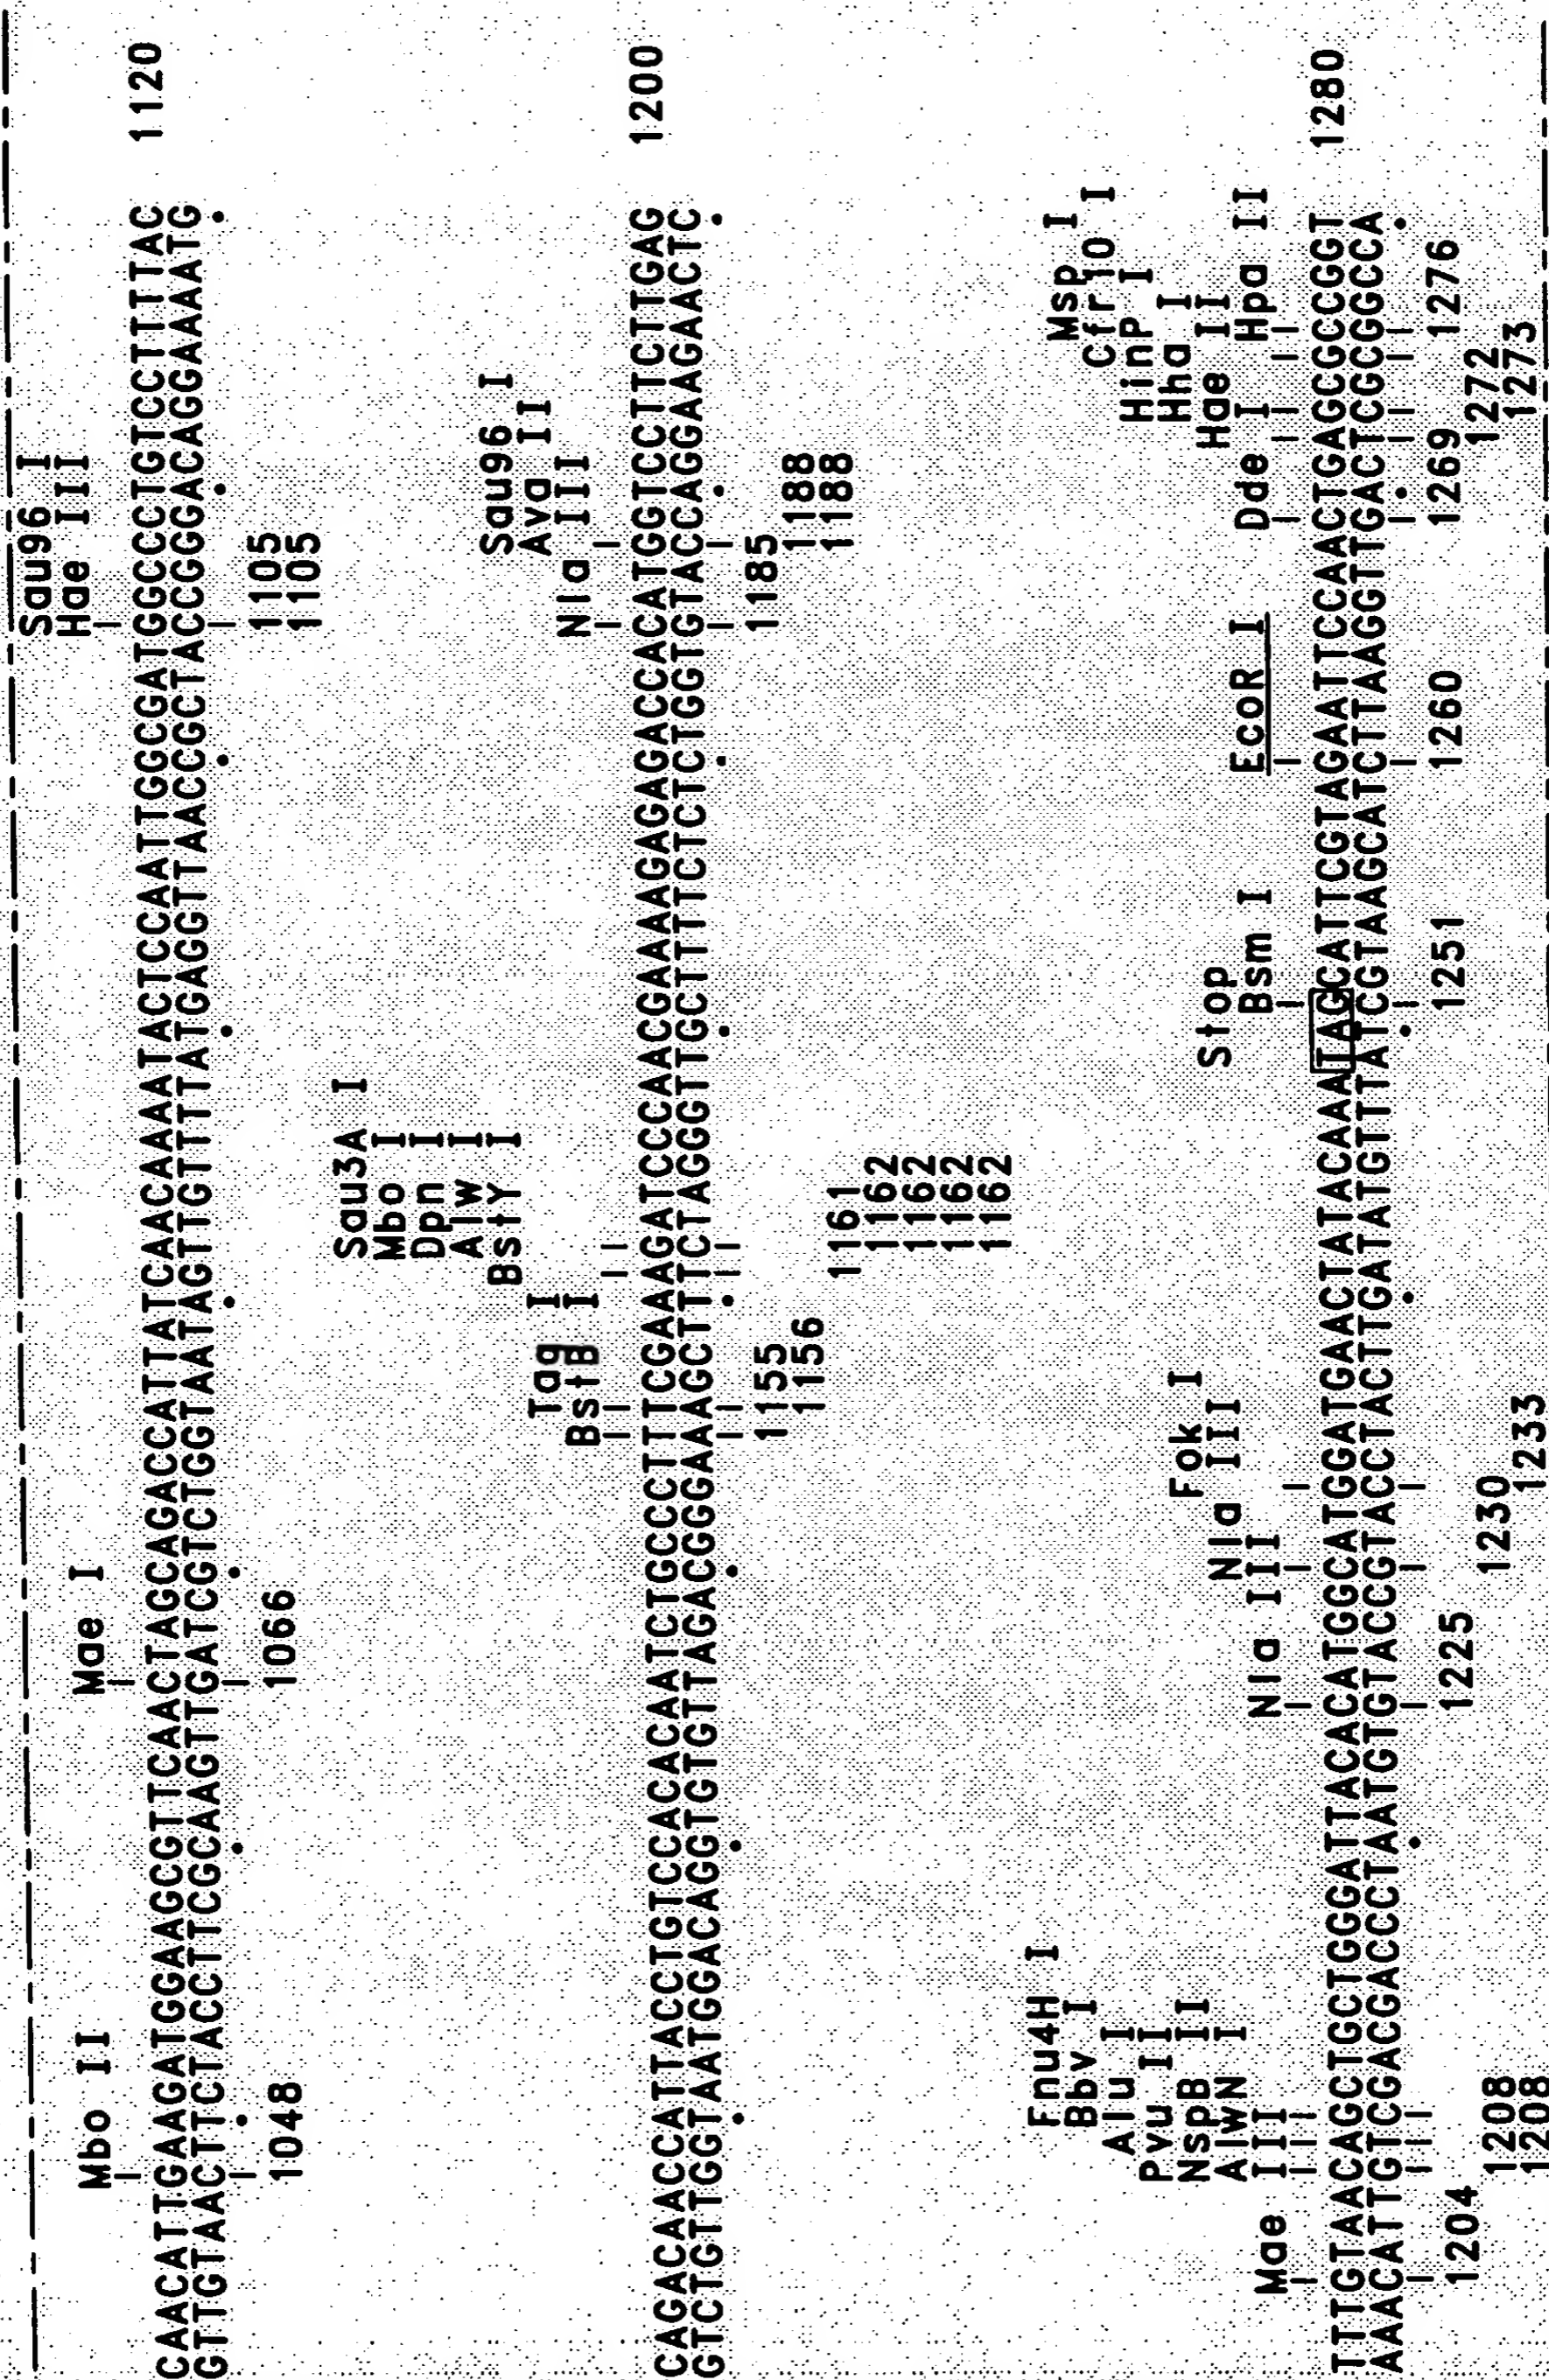 Sau96 I
Mbo II Mae I Hae III
CAACATTGAAGATGGAAGCGTTCAACTAGCAGACCATTATCAACAAAATACTCCAATTGGCGATGGCCCTGTCCTTTTAC 1120
GTTGTAACTTCTACCTTCGCAAGTTGATCGTCTGGTAATAGTTGTTTTATGAGGTTAACCGCTACCGGGACAGGAAAATG
1048 1066 1105
1105
Sau3A I
Mbo I
Dpn I
Alw I Sau96 I
BstY I Ava II
Taq I
BstB I Nla III
CAGACAACCATTACCTGTCCACACAATCTGCCCTTTCGAAAGATCCCAACGAAAAGAGAGACCACATGGTCCTTCTTGAG 1200
GTCTGTTGGTAATGGACAGGTGTGTTAGACGGGAAAGCTTTCTAGGGTTGCTTTTCTCTCTGGTGTACCAGGAAGAACTC
1155 1185
1156 1188
1161 1188
1162
1162
1162
1162
Fnu4H I Msp I
Bbv I Cfr10 I
Alu I HinP I
Pvu II Fok I Hha I
NspB II Nla III Stop Hae II
AlwN I
Mae III Nla III Bsm I EcoR I Dde I Hpa II
TTTGTAACAGCTGCTGGGATTACACATGGCATGGATGAACTATACAAATAGCATTCGTAGAATTCCAACTGAGCGCCGGT 1280
AAACATTGTCGACGACCCTAATGTGTACCGTACCTACTTGATATGTTTATCGTAAGCATCTTAAGGTTGACTCGCGGCCA
1204 1225 1251 1260 1269 1276
1208 1230 1272
1208 1233 1273